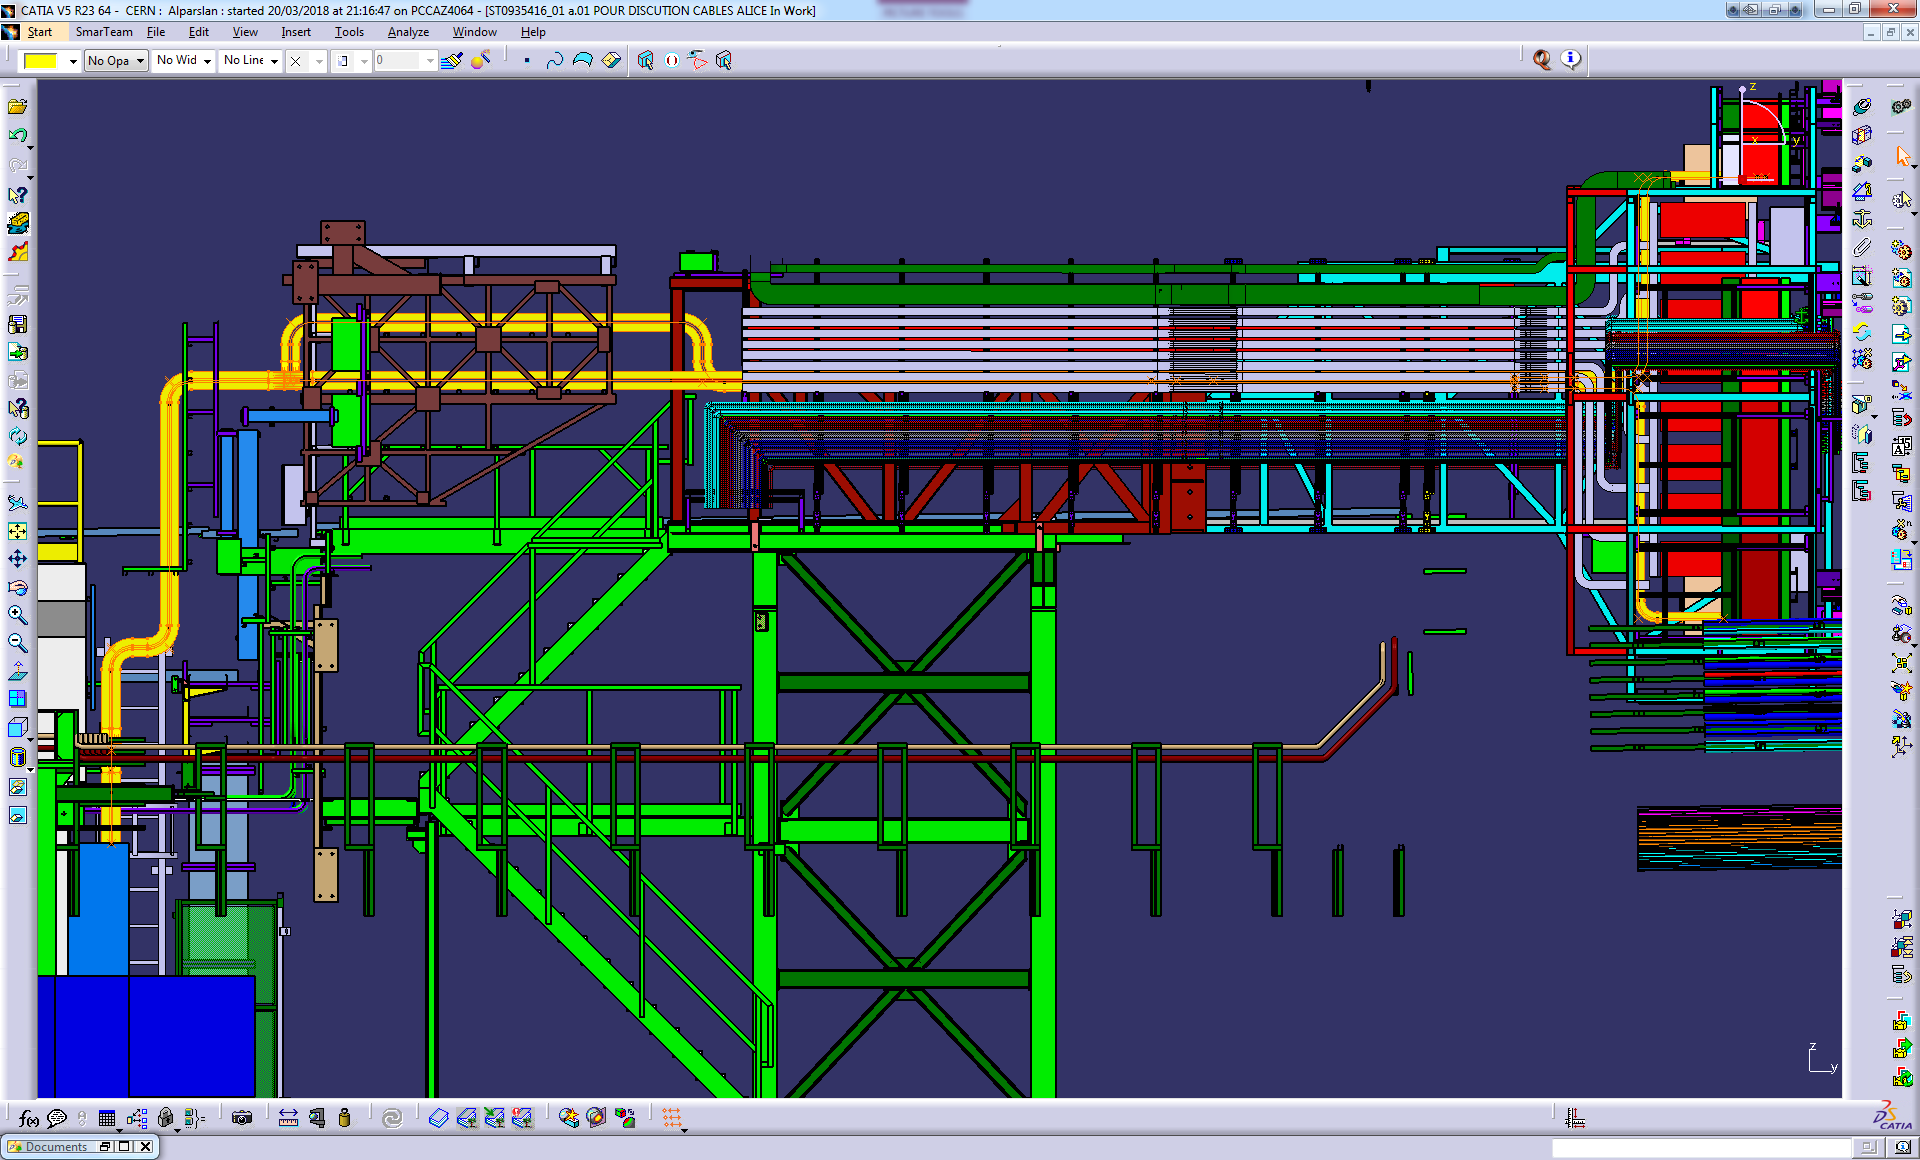 CATIA V5 R23 64 - CERN : Alparslan : started 20/03/2018 at 21:16:47 on PCCAZ4064 - [ST0935416_01 a.01 POUR DISCUTION CABLES ALICE In Work]
Start SmarTeam File Edit View Insert Tools Analyze Window Help
No Opa No Wid No Line 0
z
x y
z
y
f(x)
DS CATIA
Documents